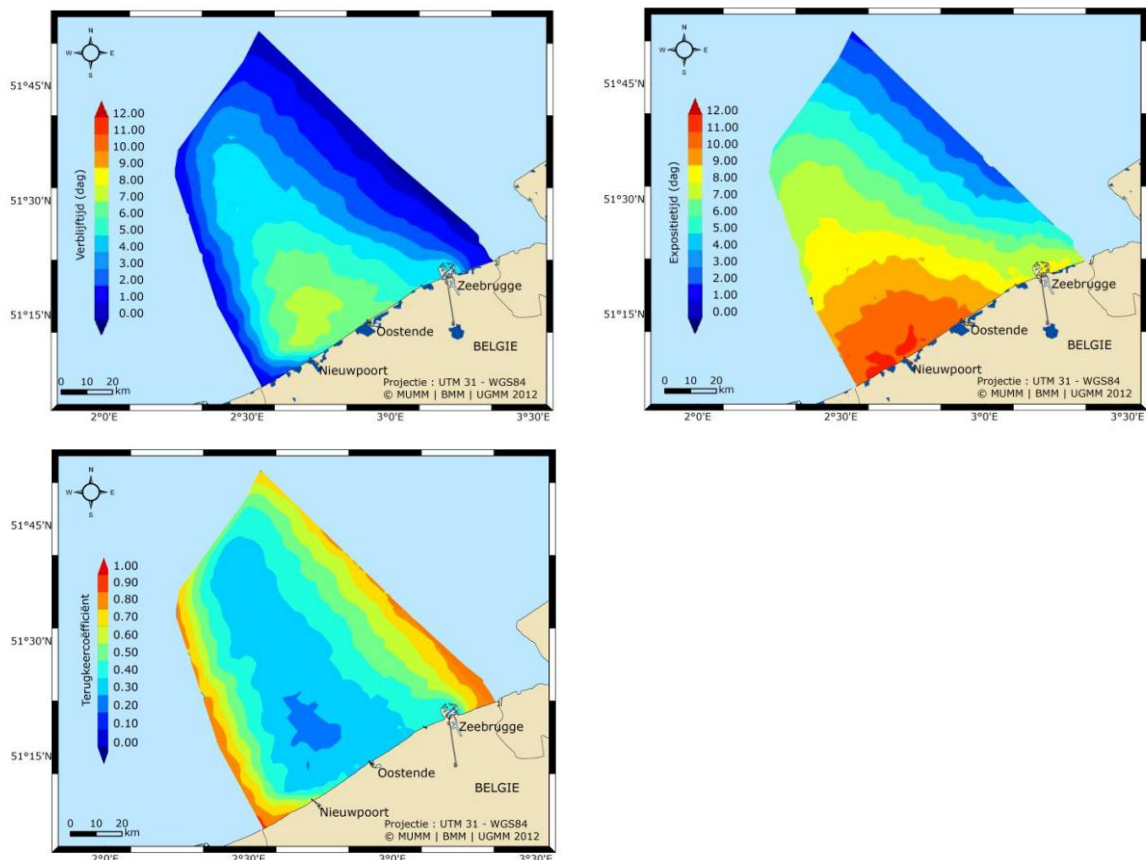 N
W E
S
51°45'N
51°30'N
51°15'N
Verblijftijd (dag)
12.00
11.00
10.00
9.00
8.00
7.00
6.00
5.00
4.00
3.00
2.00
1.00
0.00
Zeebrugge
Oostende
BELGIE
Nieuwpoort
0 10 20
km
Projectie : UTM 31 - WGS84
© MUMM | BMM | UGMM 2012
2°0'E 2°30'E 3°0'E 3°30'E
N
W E
S
51°45'N
51°30'N
51°15'N
Expositietijd (dag)
12.00
11.00
10.00
9.00
8.00
7.00
6.00
5.00
4.00
3.00
2.00
1.00
0.00
Zeebrugge
Oostende
BELGIE
Nieuwpoort
0 10 20
km
Projectie : UTM 31 - WGS84
© MUMM | BMM | UGMM 2012
2°0'E 2°30'E 3°0'E 3°30'E
N
W E
S
51°45'N
51°30'N
51°15'N
Terugkeercoëfficiënt
1.00
0.90
0.80
0.70
0.60
0.50
0.40
0.30
0.20
0.10
0.00
Zeebrugge
Oostende
BELGIE
Nieuwpoort
0 10 20
km
Projectie : UTM 31 - WGS84
© MUMM | BMM | UGMM 2012
2°0'E 2°30'E 3°0'E 3°30'E